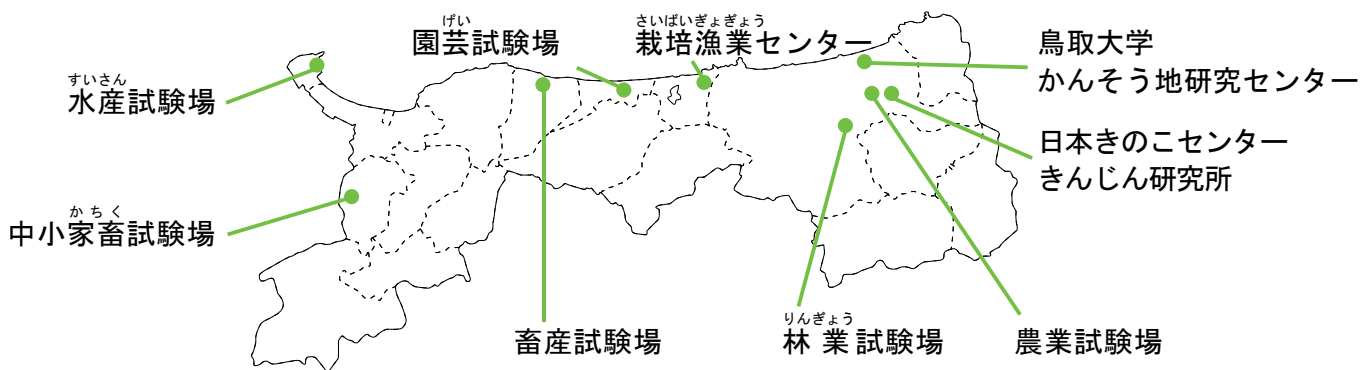 げい
園芸試験場
さいばいぎょぎょう
栽培漁業センター
鳥取大学
かんそう地研究センター
すいさん
水産試験場
日本きのこセンター
きんじん研究所
かちく
中小家畜試験場
畜産試験場
りんぎょう
林業試験場
農業試験場